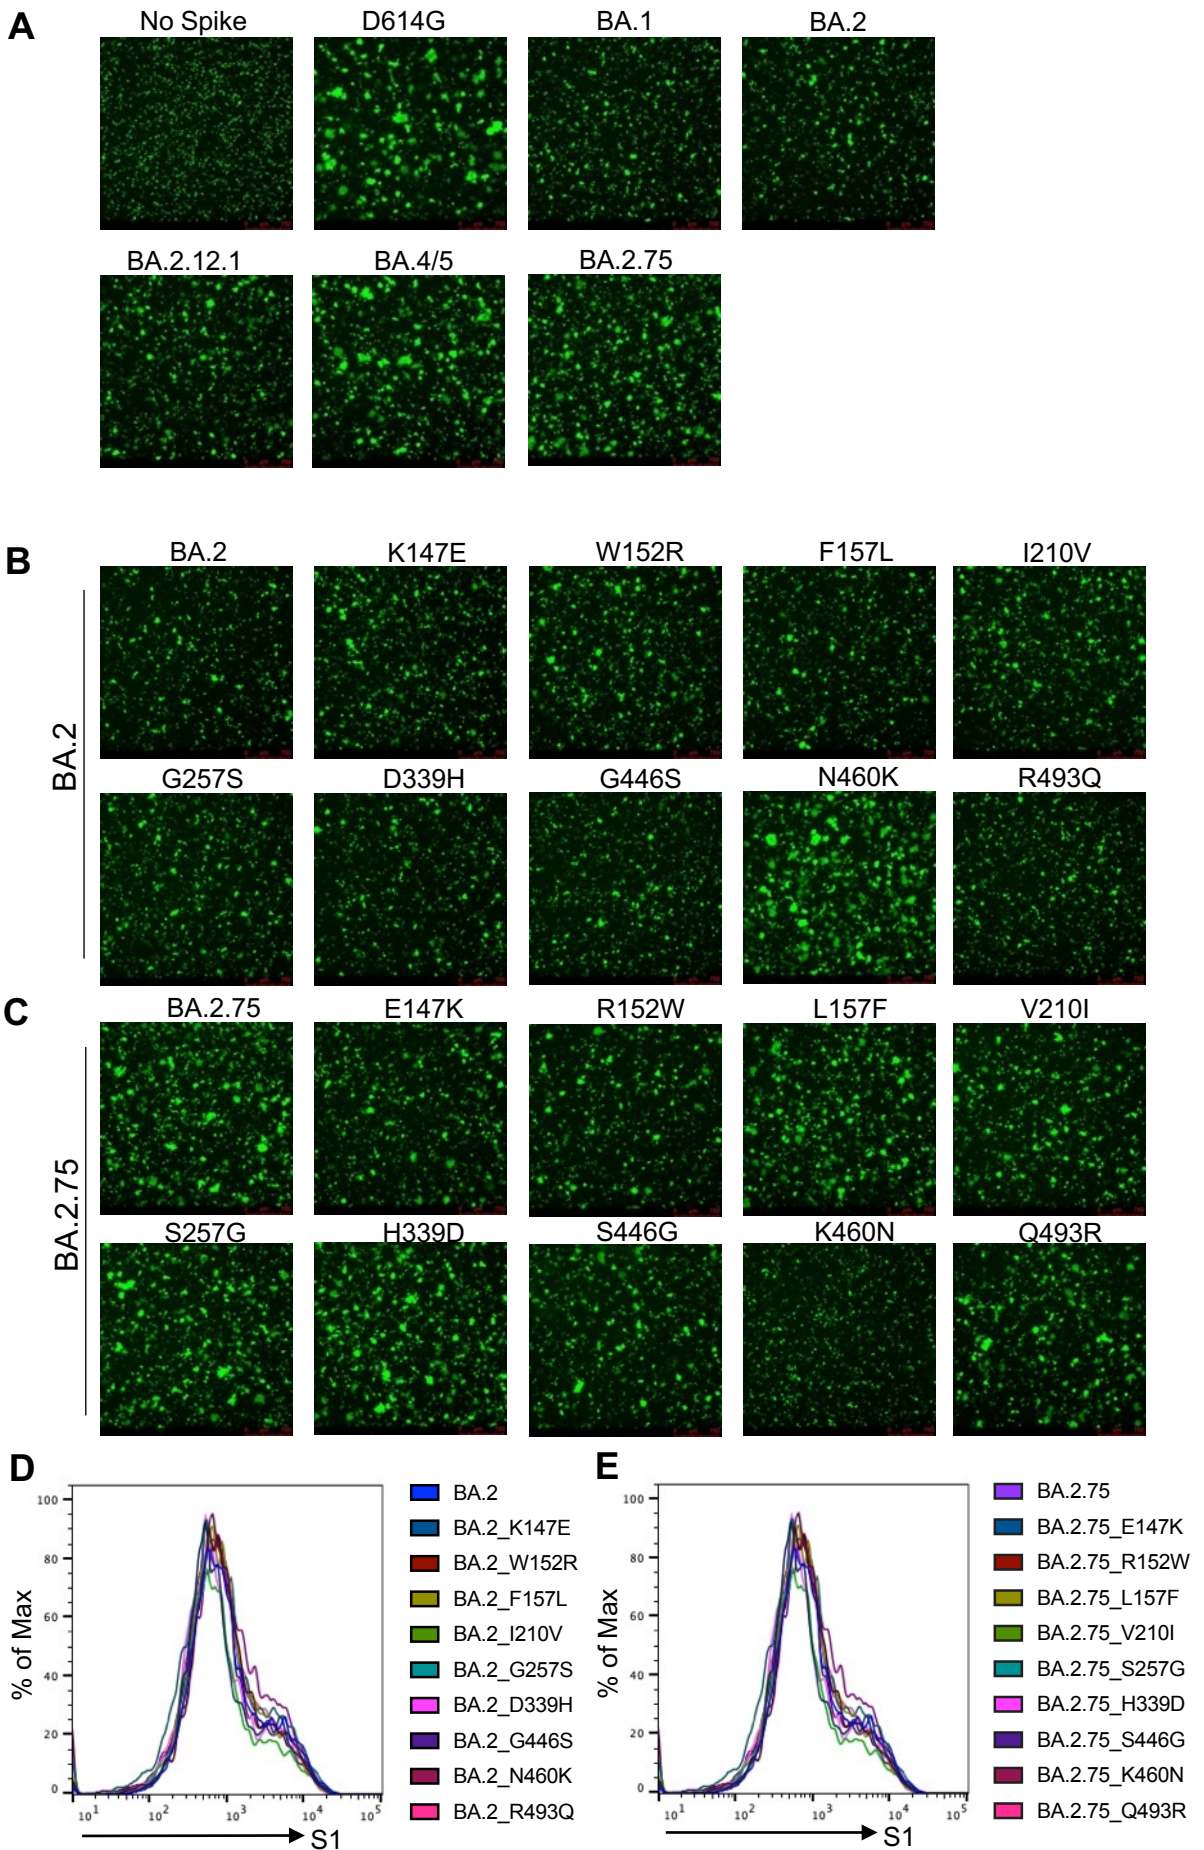 A
No Spike D614G BA.1 BA.2
BA.2.12.1 BA.4/5 BA.2.75
B
BA.2 K147E W152R F157L I210V
BA.2
G257S D339H G446S N460K R493Q
C
BA.2.75 E147K R152W L157F V210I
BA.2.75
S257G H339D S446G K460N Q493R
D
% of Max
100
80
60
40
20
0
10¹ 10² 10³ 10⁴ 10⁵
S1
BA.2
BA.2_K147E
BA.2_W152R
BA.2_F157L
BA.2_I210V
BA.2_G257S
BA.2_D339H
BA.2_G446S
BA.2_N460K
BA.2_R493Q
E
% of Max
100
80
60
40
20
0
10¹ 10² 10³ 10⁴ 10⁵
S1
BA.2.75
BA.2.75_E147K
BA.2.75_R152W
BA.2.75_L157F
BA.2.75_V210I
BA.2.75_S257G
BA.2.75_H339D
BA.2.75_S446G
BA.2.75_K460N
BA.2.75_Q493R